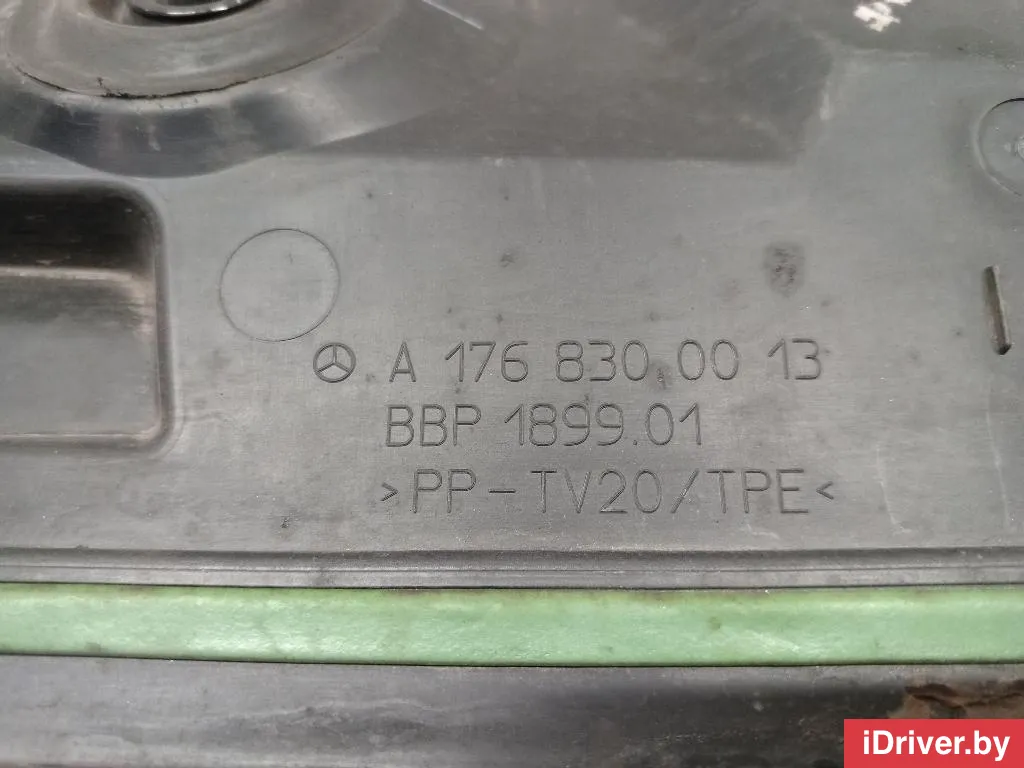 A 176 830 00 13
BBP 1899.01
>PP-TV20/TPE<
iDriver.by